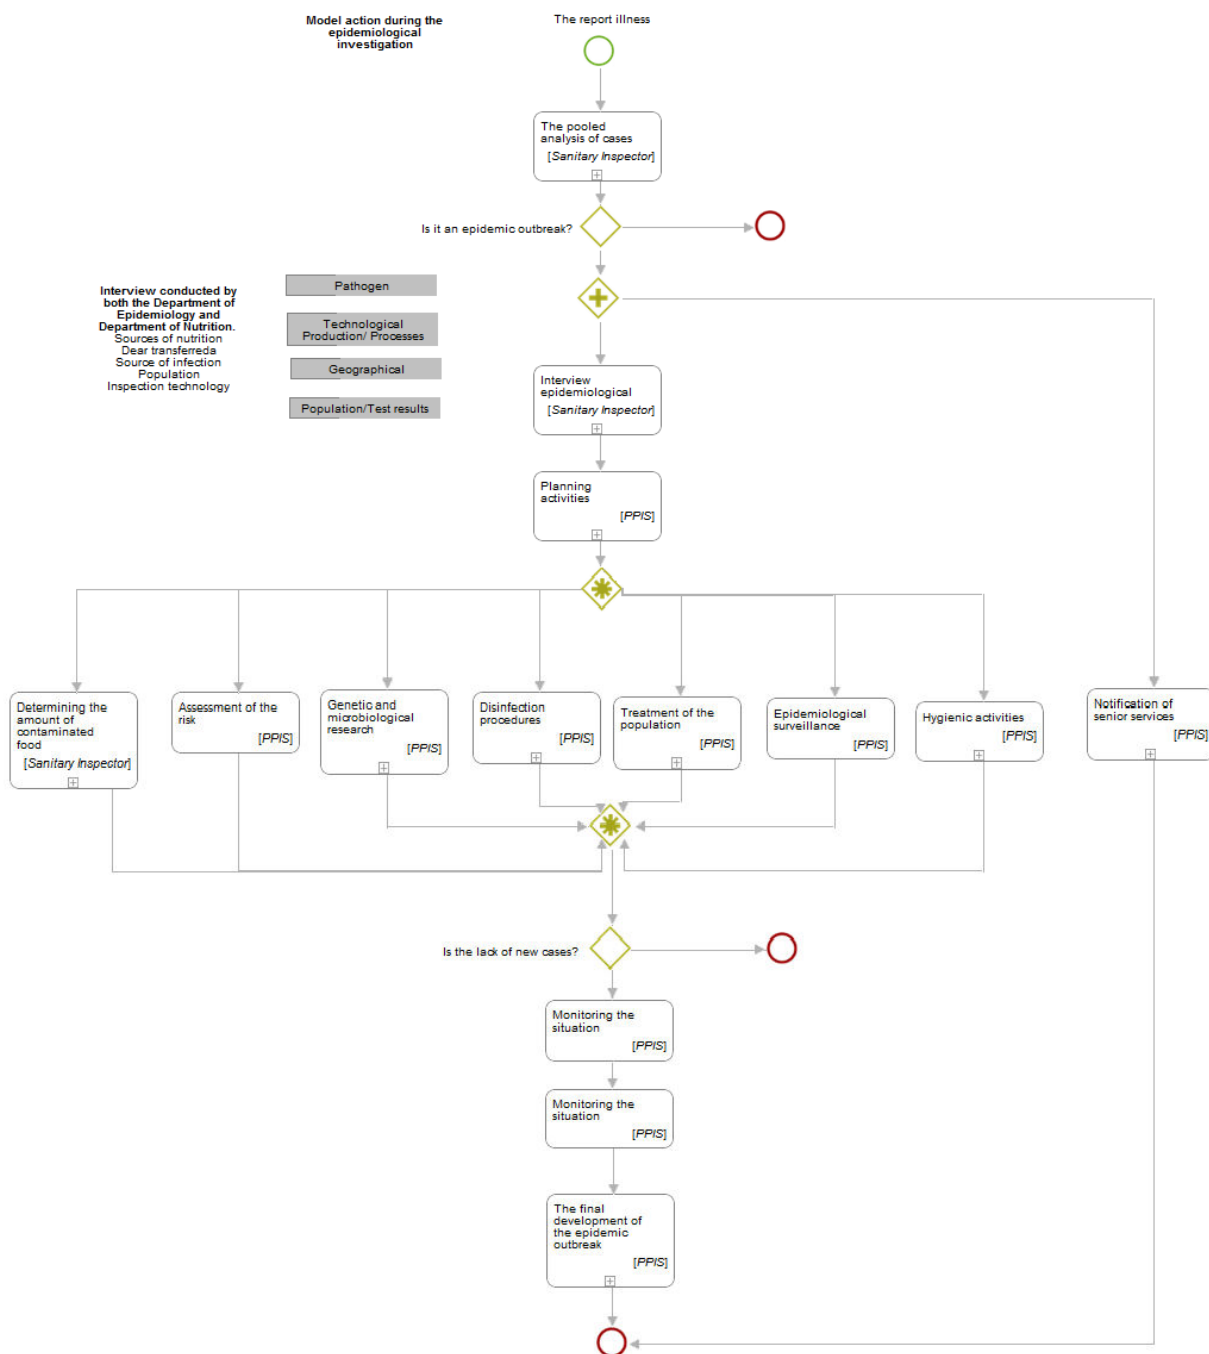 Model action during the
epidemiological
investigation
The report illness
The pooled
analysis of cases
[Sanitary Inspector]
Is it an epidemic outbreak?
Interview conducted by
both the Department of
Epidemiology and
Department of Nutrition.
Sources of nutrition
Dear transferreda
Source of infection
Population
Inspection technology
Pathogen
Technological
Production/ Processes
Geographical
Population/Test results
Interview
epidemiological
[Sanitary Inspector]
Planning
activities
[PPIS]
Determining the
amount of
contaminated
food
[Sanitary Inspector]
Assessment of the
risk
[PPIS]
Genetic and
microbiological
research
[PPIS]
Disinfection
procedures
[PPIS]
Treatment of the
population
[PPIS]
Epidemiological
surveillance
[PPIS]
Hygienic activities
[PPIS]
Notification of
senior services
[PPIS]
Is the lack of new cases?
Monitoring the
situation
[PPIS]
Monitoring the
situation
[PPIS]
The final
development of
the epidemic
outbreak
[PPIS]